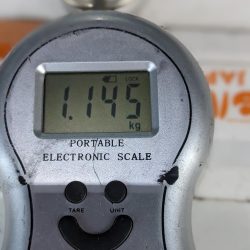 LOCK
1.145
kg
PORTABLE
ELECTRONIC SCALE
TARE
UNIT